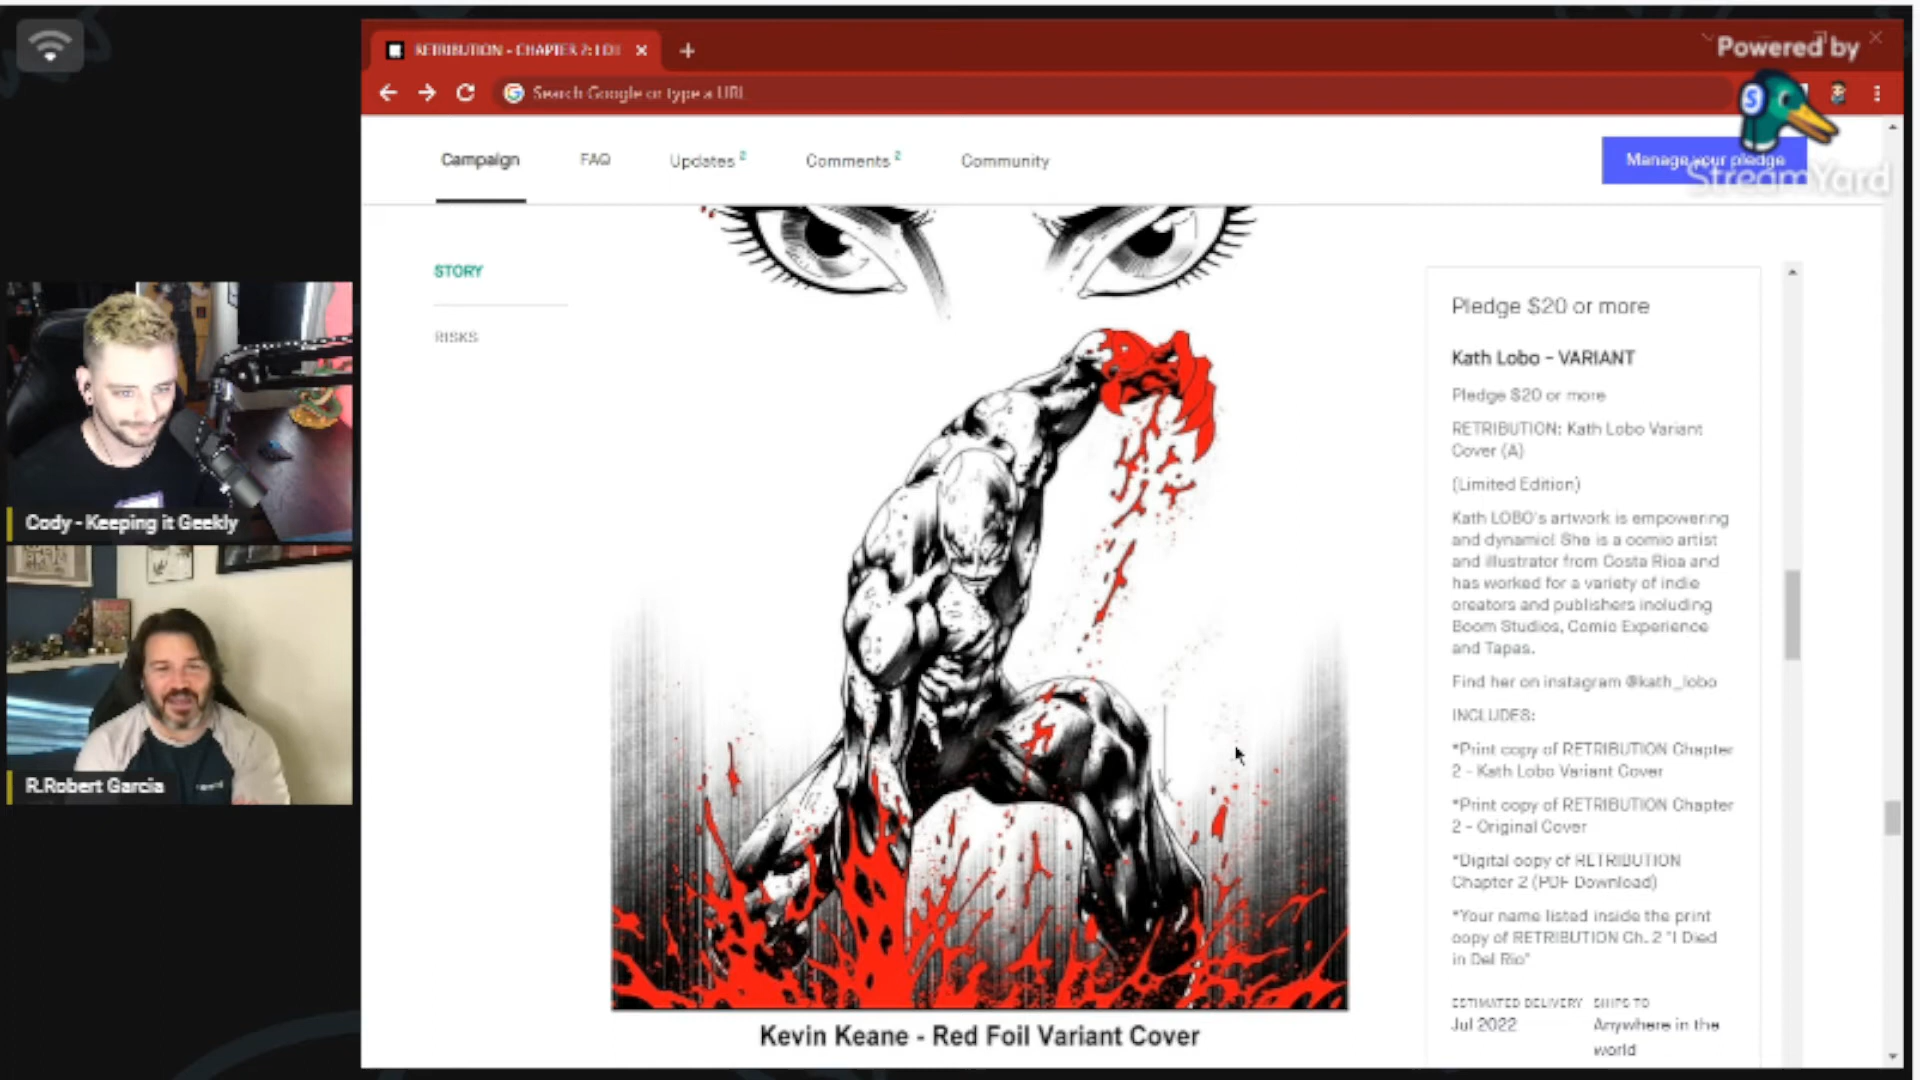 RETRIBUTION - CHAPTER 2: I DI
Powered by
Search Google or type a URL
Campaign
FAQ
Updates 2
Comments 2
Community
Manage your pledge
StreamYard
STORY
RISKS
Pledge $20 or more
Kath Lobo - VARIANT
Pledge $20 or more
RETRIBUTION: Kath Lobo Variant
Cover (A)
(Limited Edition)
Kath LOBO's artwork is empowering
and dynamic! She is a comic artist
and illustrator from Costa Rica and
has worked for a variety of indie
creators and publishers including
Boom Studios, Comic Experience
and Tapas.
Find her on instagram @kath_lobo
INCLUDES:
*Print copy of RETRIBUTION Chapter
2 - Kath Lobo Variant Cover
*Print copy of RETRIBUTION Chapter
2 - Original Cover
*Digital copy of RETRIBUTION
Chapter 2 (PDF Download)
*Your name listed inside the print
copy of RETRIBUTION Ch. 2 "I Died
in Del Rio"
ESTIMATED DELIVERY
Jul 2022
SHIPS TO
Anywhere in the
world
Kevin Keane - Red Foil Variant Cover
Cody - Keeping it Geekly
R.Robert Garcia